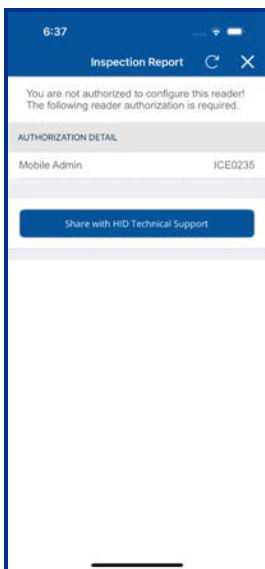 6:37
Inspection Report
You are not authorized to configure this reader!
The following reader authorization is required.
AUTHORIZATION DETAIL
Mobile Admin ICE0235
Share with HID Technical Support